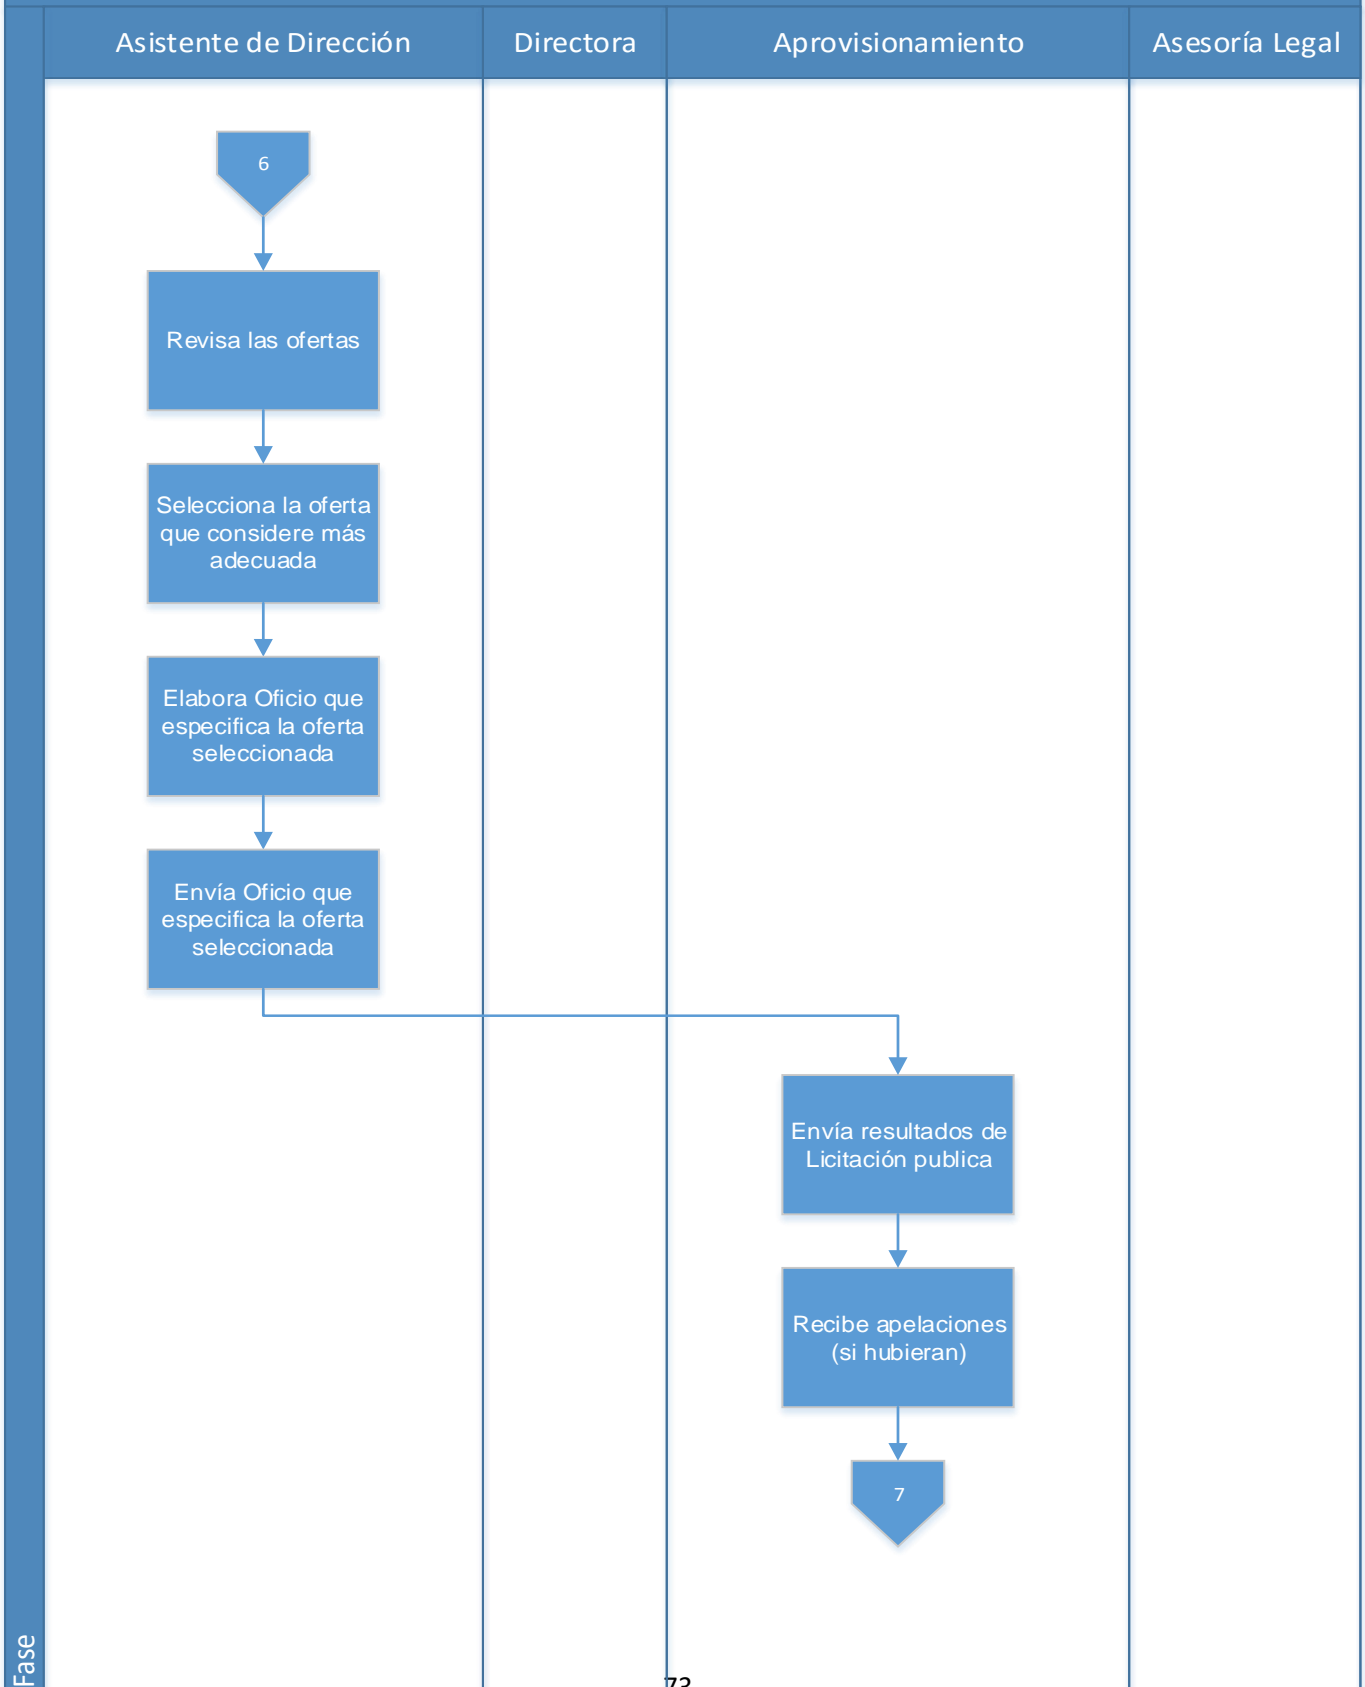 Asistente de Dirección
Directora
Aprovisionamiento
Asesoría Legal
6
Revisa las ofertas
Selecciona la oferta
que considere más
adecuada
Elabora Oficio que
especifica la oferta
seleccionada
Envía Oficio que
especifica la oferta
seleccionada
Envía resultados de
Licitación publica
Recibe apelaciones
(si hubieran)
7
Fase
73